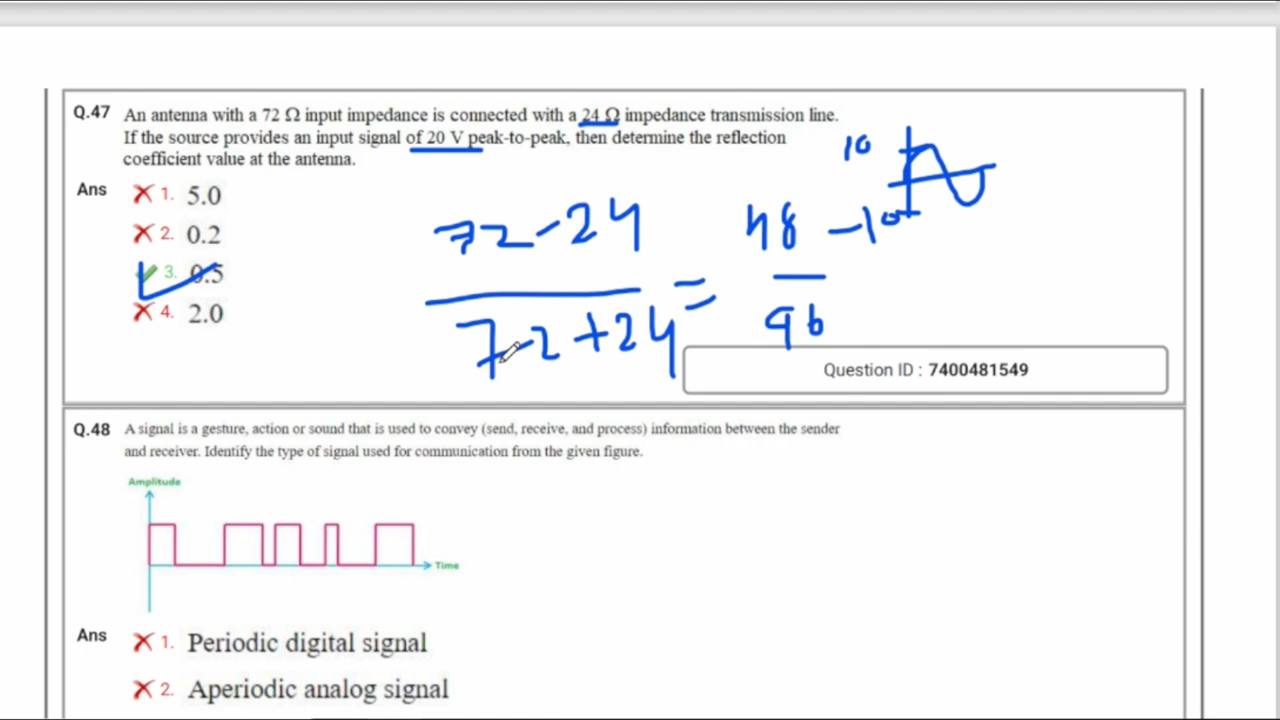 Q.47 An antenna with a 72 Ω input impedance is connected with a 24 Ω impedance transmission line.
If the source provides an input signal of 20 V peak-to-peak, then determine the reflection
coefficient value at the antenna.
Ans
1. 5.0
2. 0.2
3. 0.5
4. 2.0
10
-10
72-24
72+24
=
48
96
Question ID : 7400481549
Q.48 A signal is a gesture, action or sound that is used to convey (send, receive, and process) information between the sender
and receiver. Identify the type of signal used for communication from the given figure.
Amplitude
Time
Ans
1. Periodic digital signal
2. Aperiodic analog signal